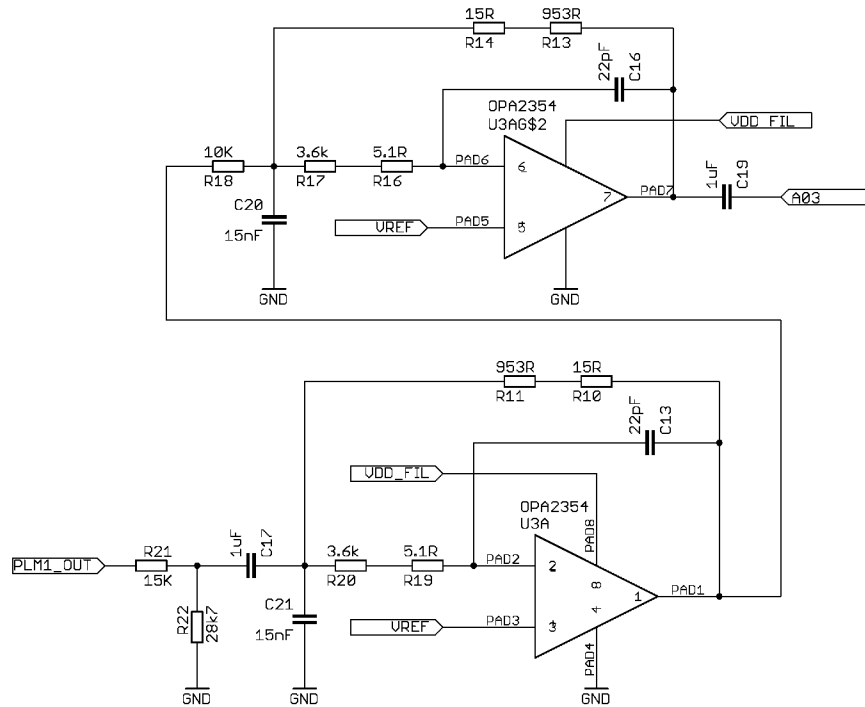 15R
953R
R14
R13
22pF
C16
OPA2354
U3AG$2
VDD_FIL
10K
3.6k
5.1R
PAD6
6
R18
R17
R16
7
PAD7
1uF
C19
A03
C20
15nF
VREF
PAD5
5
GND
GND
953R
15R
R11
R10
22pF
C13
VDD_FIL
OPA2354
U3A
PAD8
1uF
C17
PLM1_OUT
R21
15K
3.6k
5.1R
PAD2
2
R20
R19
8
1
PAD1
4
R22
28k7
C21
15nF
VREF
PAD3
3
PAD4
GND
GND
GND